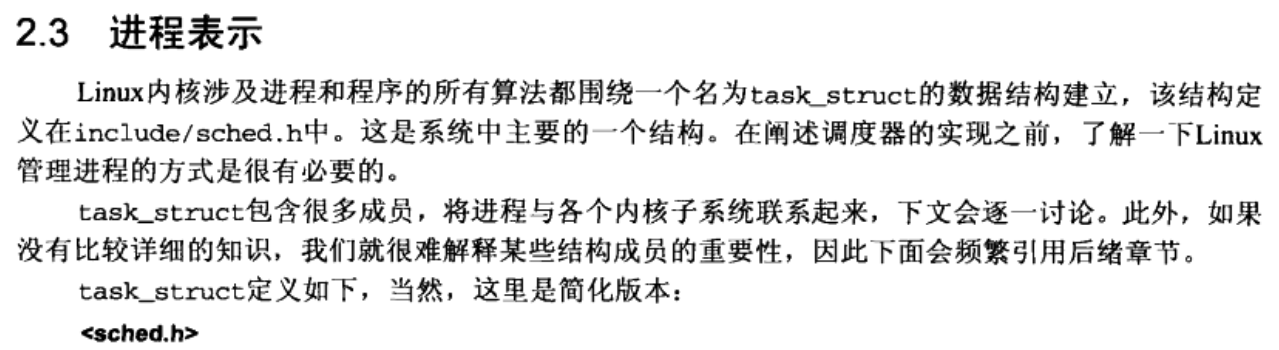 2.3 进程表示
Linux内核涉及进程和程序的所有算法都围绕一个名为task_struct的数据结构建立，该结构定
义在include/sched.h中。这是系统中主要的一个结构。在阐述调度器的实现之前，了解一下Linux
管理进程的方式是很有必要的。
task_struct包含很多成员，将进程与各个内核子系统联系起来，下文会逐一讨论。此外，如果
没有比较详细的知识，我们就很难解释某些结构成员的重要性，因此下面会频繁引用后续章节。
task_struct定义如下，当然，这里是简化版本：
<sched.h>